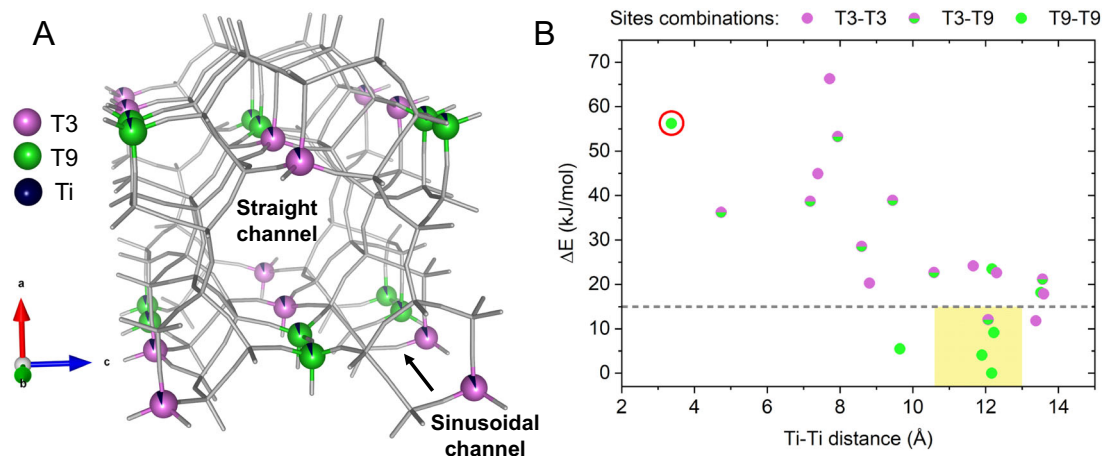 A
T3
T9
Ti
Straight
channel
Sinusoidal
channel
a
b
c
B
Sites combinations: T3-T3 T3-T9 T9-T9
ΔE (kJ/mol)
70
60
50
40
30
20
10
0
2 4 6 8 10 12 14
Ti-Ti distance (Å)